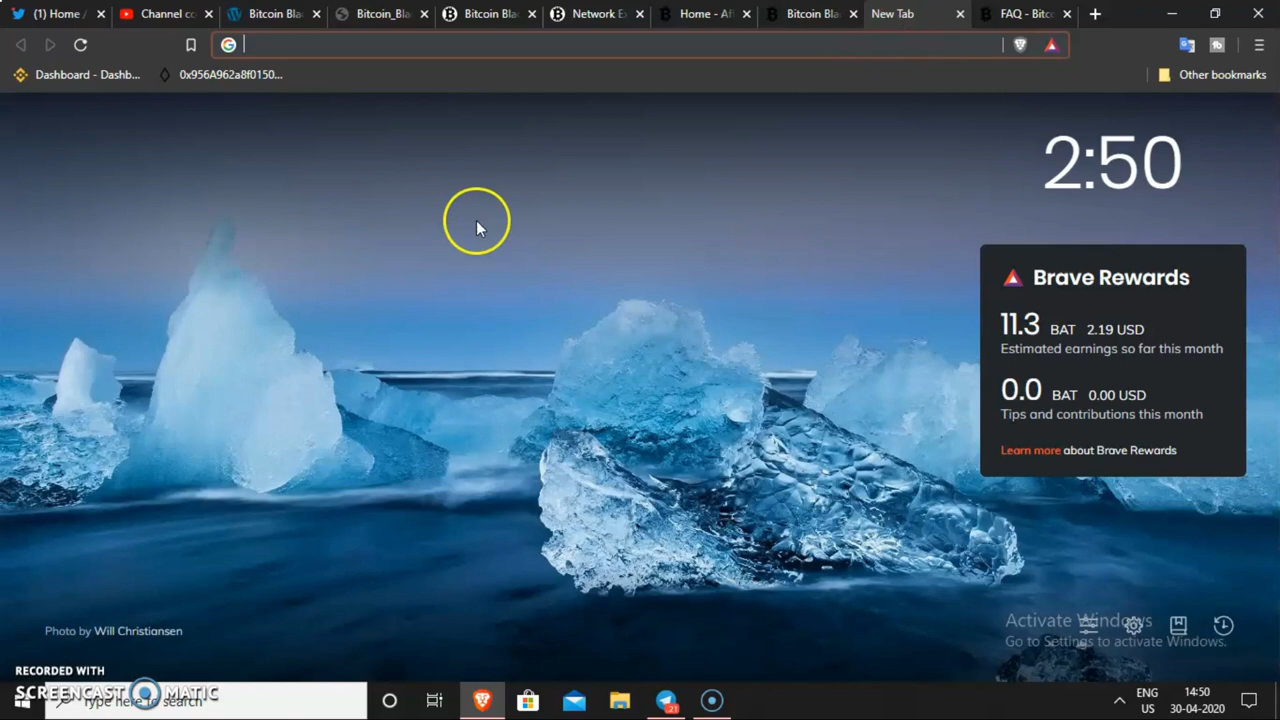 (1) Home /
Channel co
Bitcoin Bla
Bitcoin_Bla
Bitcoin Bla
Network E
Home - Af
Bitcoin Bla
New Tab
FAQ - Bitc
Dashboard - Dashb...
0x956A962a8f0150...
Other bookmarks
2:50
Brave Rewards
11.3 BAT 2.19 USD
Estimated earnings so far this month
0.0 BAT 0.00 USD
Tips and contributions this month
Learn more about Brave Rewards
Photo by Will Christiansen
Activate Windows
Go to Settings to activate Windows.
RECORDED WITH
SCREENCAST MATIC
Type here to search
21
ENG
US
14:50
30-04-2020